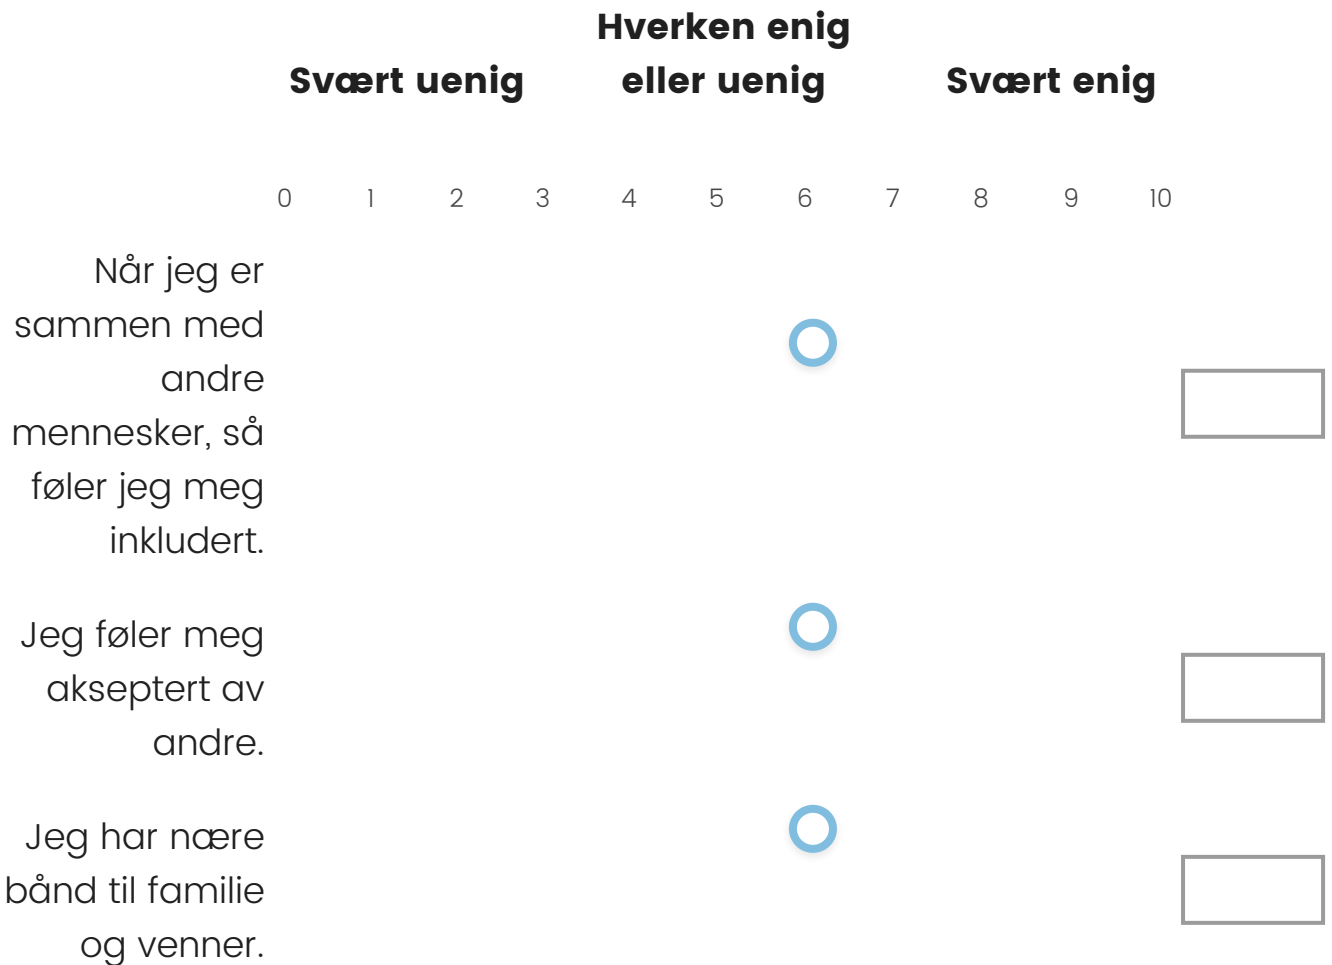 Hverken enig
Svært uenig eller uenig Svært enig
0 1 2 3 4 5 6 7 8 9 10
Når jeg er
sammen med
andre
mennesker, så
føler jeg meg
inkludert.
Jeg føler meg
akseptert av
andre.
Jeg har nære
bånd til familie
og venner.